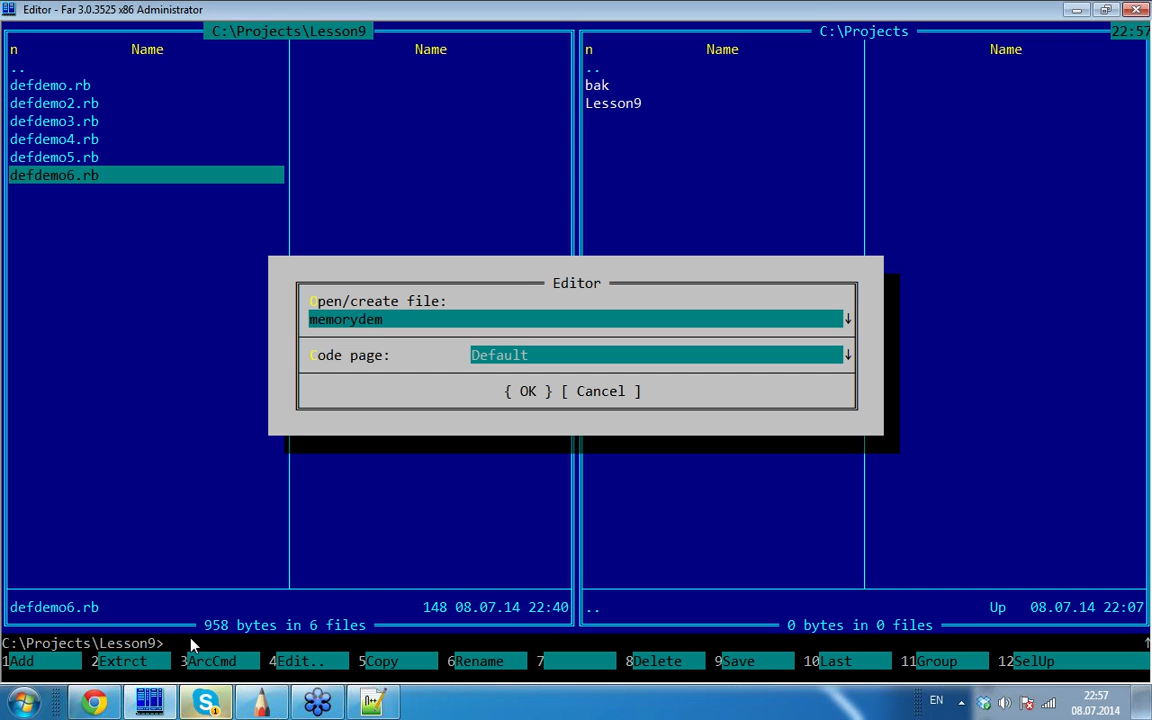 Editor - Far 3.0.3525 x86 Administrator
C:\Projects\Lesson9
C:\Projects
22:57
n Name Name
n Name Name
..
defdemo.rb
defdemo2.rb
defdemo3.rb
defdemo4.rb
defdemo5.rb
defdemo6.rb
..
bak
Lesson9
Editor
Open/create file:
memorydem
Code page: Default
{ OK } [ Cancel ]
defdemo6.rb 148 08.07.14 22:40
958 bytes in 6 files
.. Up 08.07.14 22:07
0 bytes in 0 files
C:\Projects\Lesson9>
1Add 2Extrct 3ArcCmd 4Edit.. 5Copy 6Rename 7 8Delete 9Save 10Last 11Group 12SelUp
EN 22:57
08.07.2014